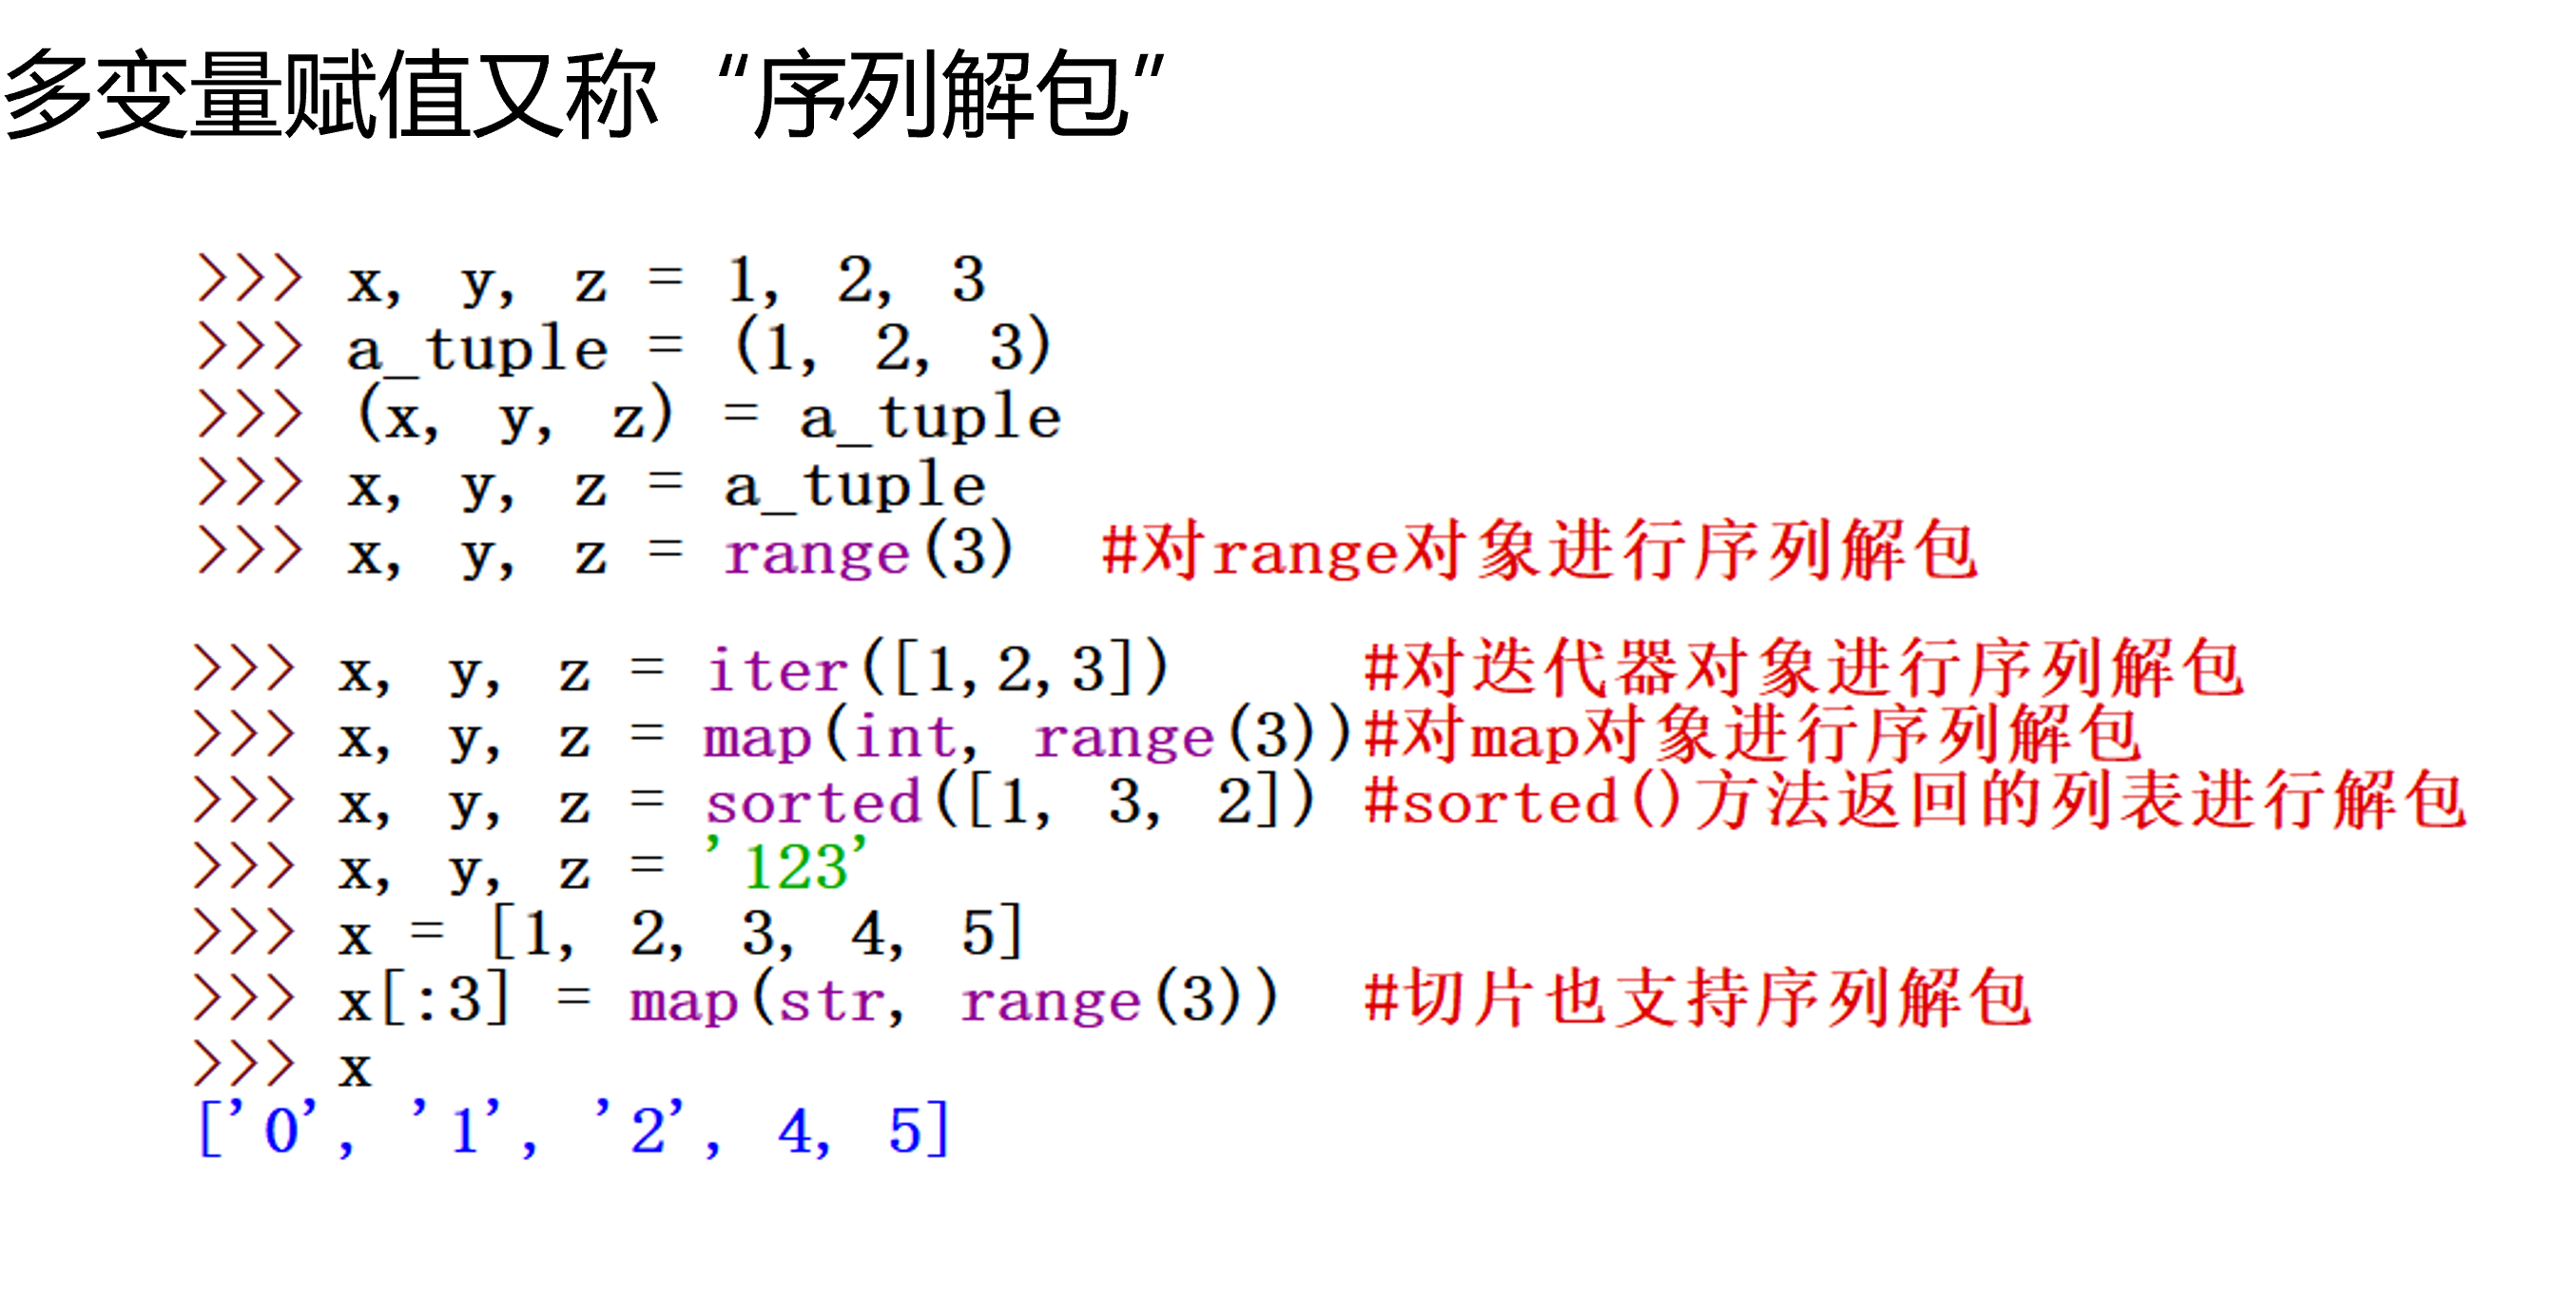 多变量赋值又称“序列解包”
>>> x, y, z = 1, 2, 3
>>> a_tuple = (1, 2, 3)
>>> (x, y, z) = a_tuple
>>> x, y, z = a_tuple
>>> x, y, z = range(3)  #对range对象进行序列解包
>>> x, y, z = iter([1,2,3])  #对迭代器对象进行序列解包
>>> x, y, z = map(int, range(3))#对map对象进行序列解包
>>> x, y, z = sorted([1, 3, 2]) #sorted()方法返回的列表进行解包
>>> x, y, z = '123'
>>> x = [1, 2, 3, 4, 5]
>>> x[:3] = map(str, range(3))  #切片也支持序列解包
>>> x
['0', '1', '2', 4, 5]